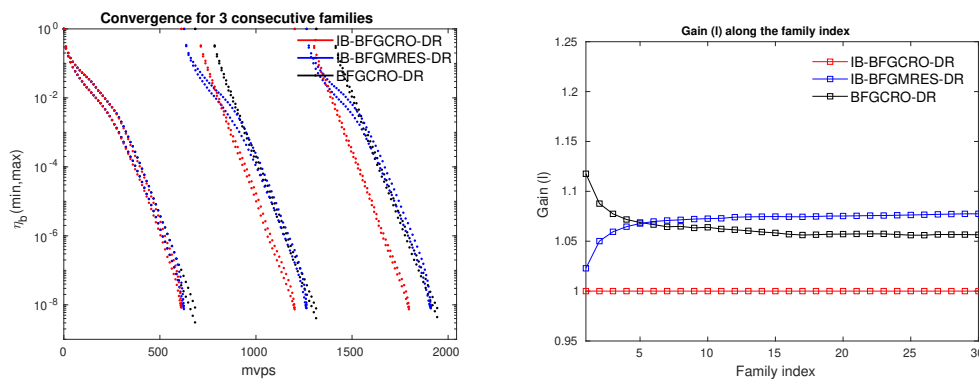 Convergence for 3 consecutive families
10^0
10^-2
10^-4
10^-6
10^-8
η_b (min,max)
IB-BFGCRO-DR
IB-BFGMRES-DR
BFGCRO-DR
0 500 1000 1500 2000
mvps
Gain (l) along the family index
1.25
1.2
1.15
1.1
1.05
1
0.95
Gain (l)
IB-BFGCRO-DR
IB-BFGMRES-DR
BFGCRO-DR
5 10 15 20 25 30
Family index